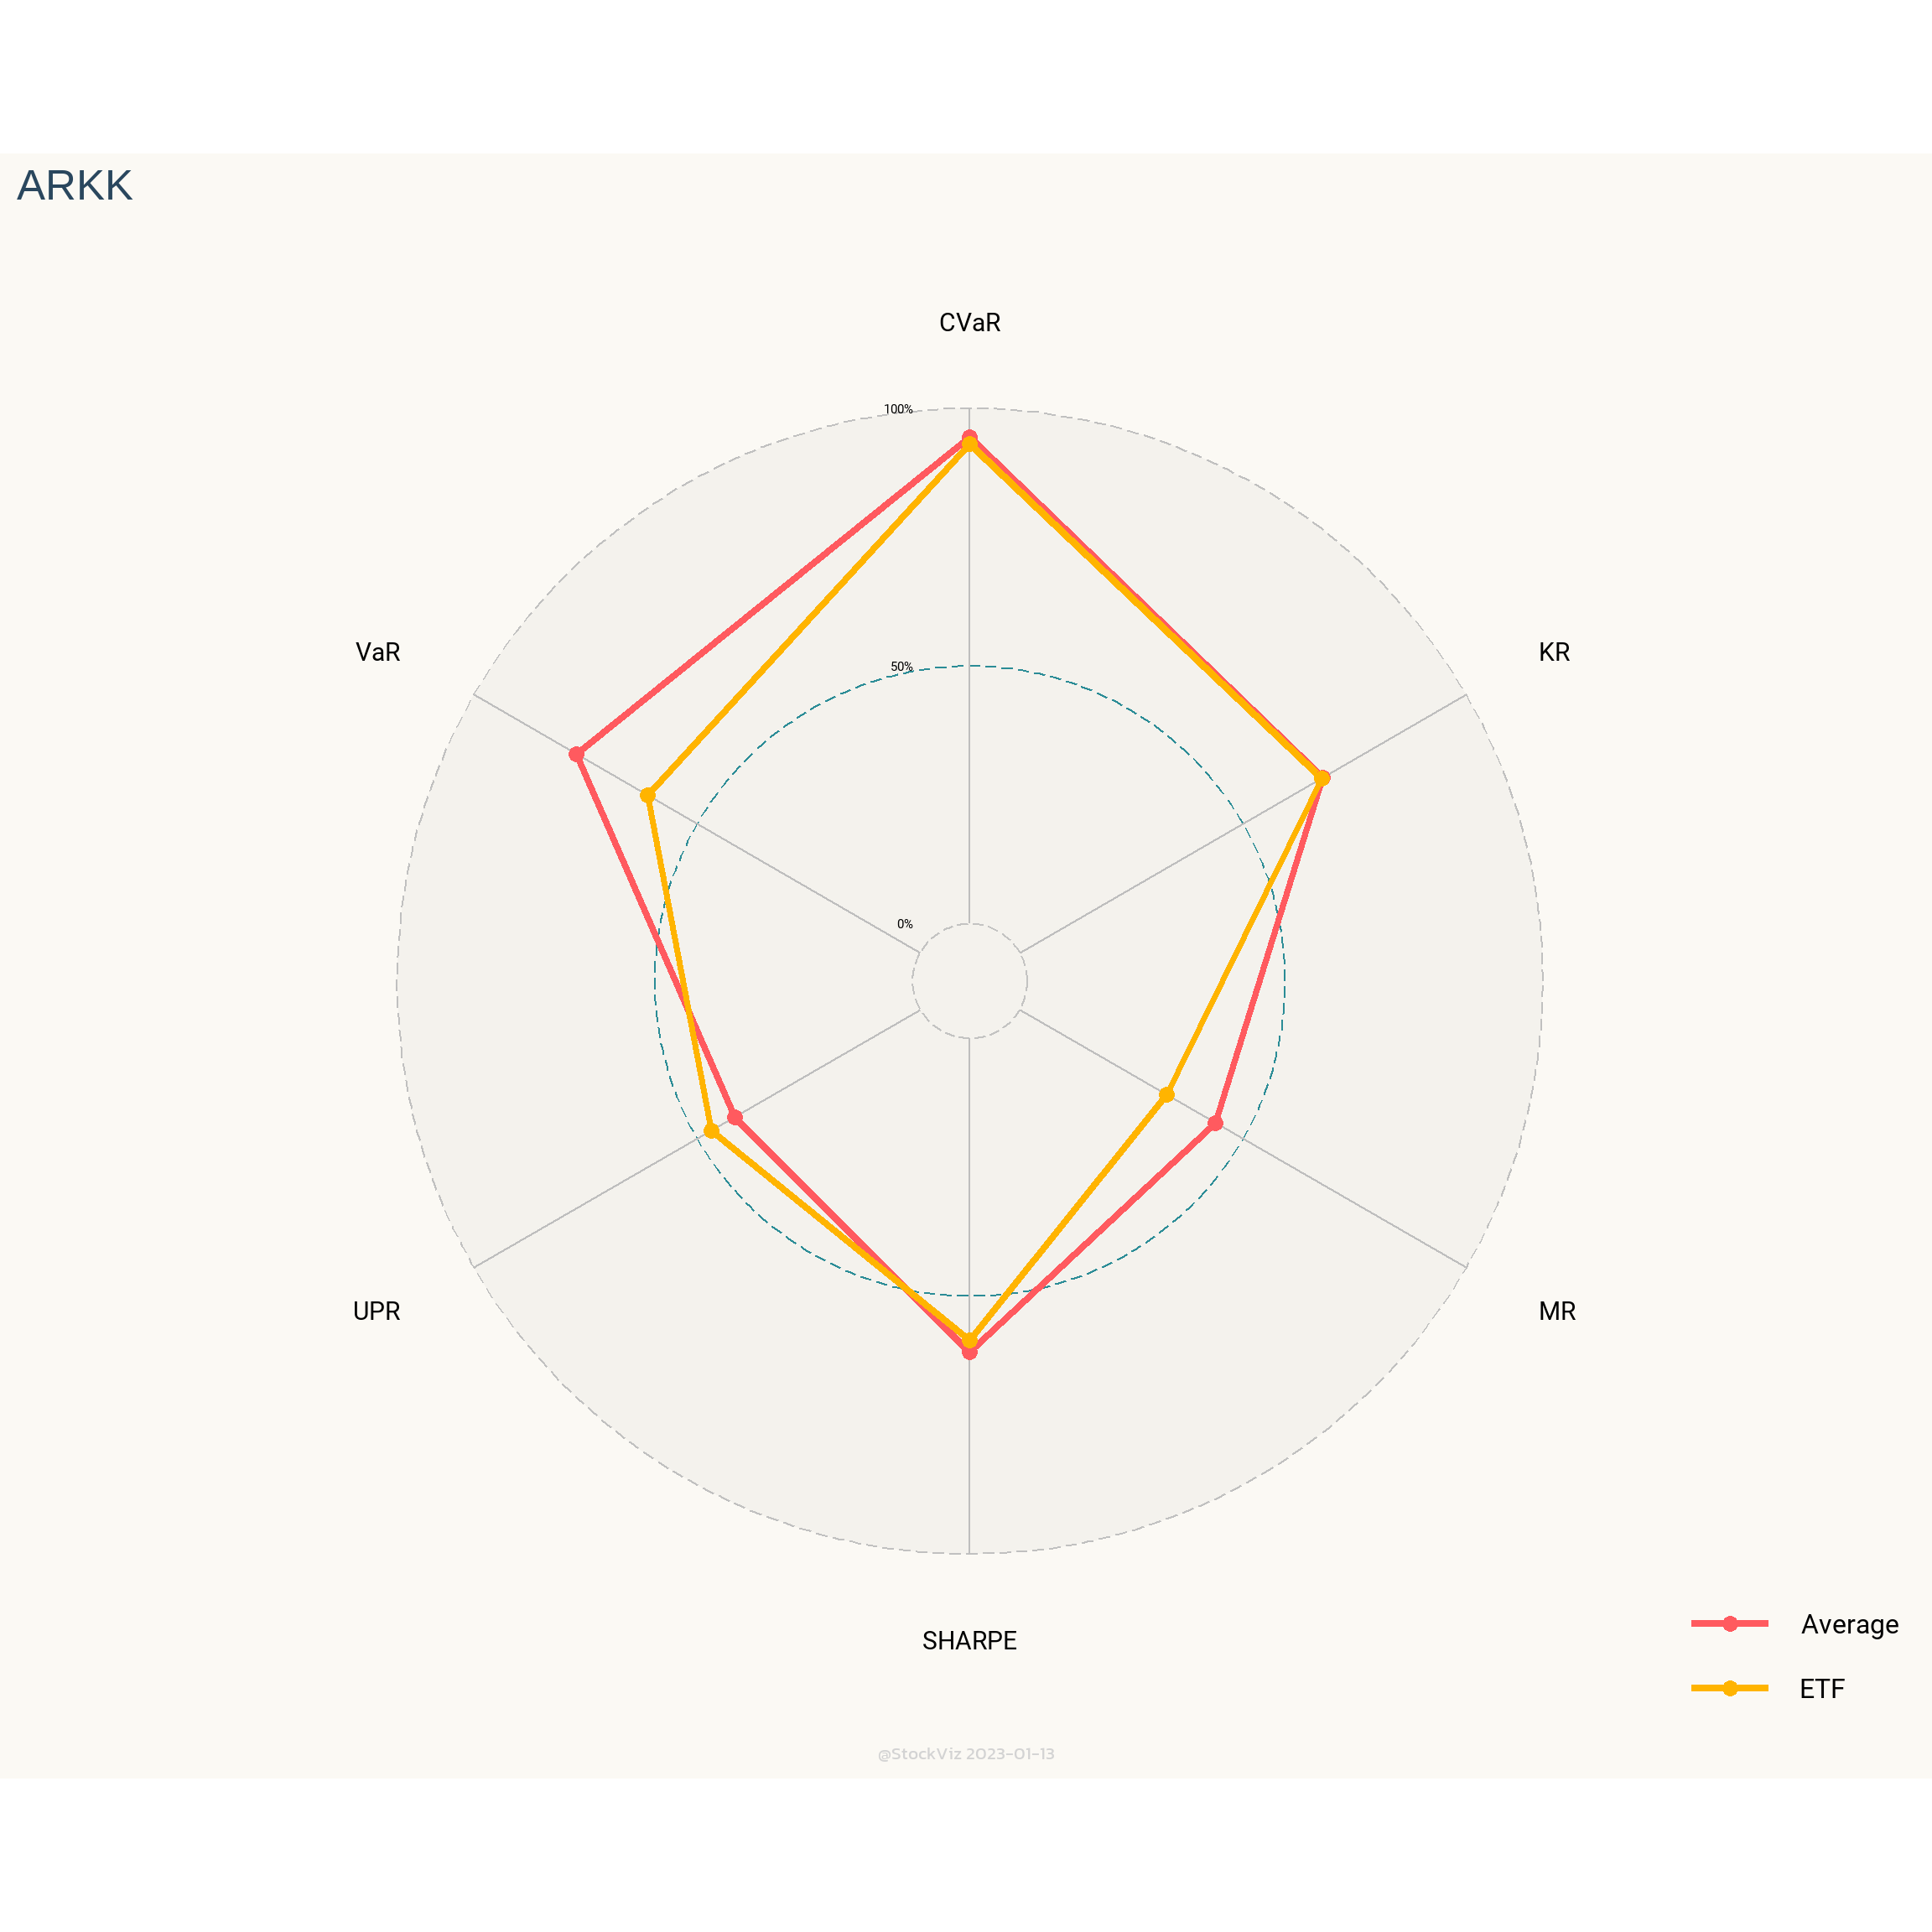 ARKK
CVaR
100%
KR
VaR
50%
0%
UPR
MR
SHARPE
Average
ETF
@StockViz 2023-01-13